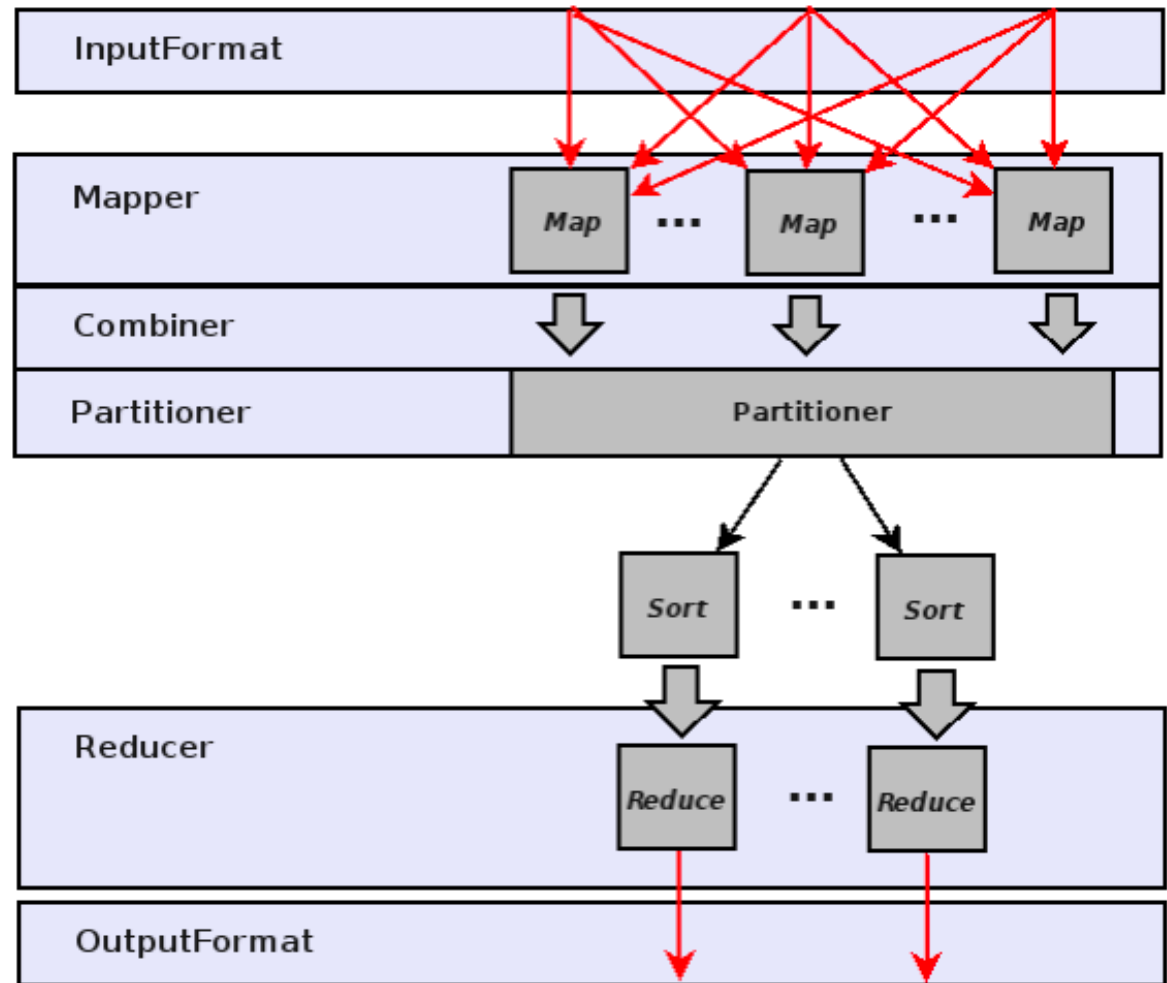 InputFormat
Mapper
Map ... Map ... Map
Combiner
Partitioner Partitioner
Sort ... Sort
Reducer
Reduce ... Reduce
OutputFormat